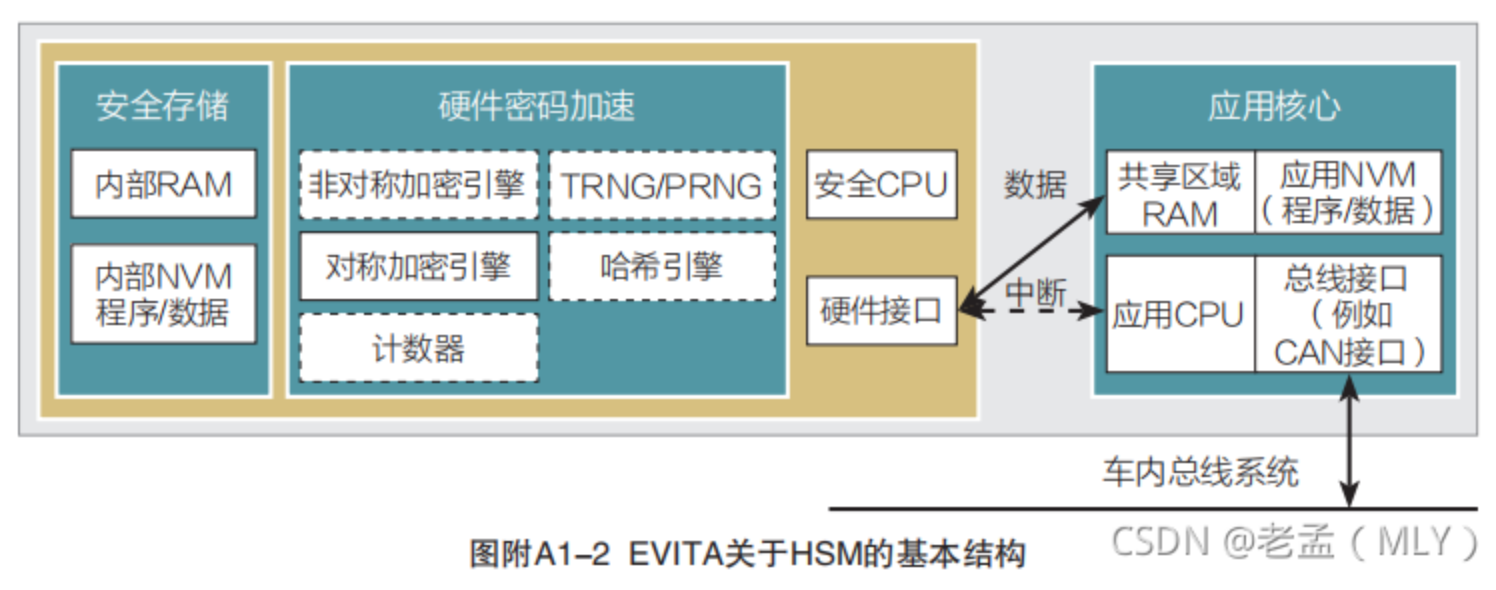 安全存储
内部RAM
内部NVM
程序/数据
硬件密码加速
非对称加密引擎
TRNG/PRNG
对称加密引擎
哈希引擎
计数器
安全CPU
硬件接口
数据
中断
应用核心
共享区域
RAM
应用NVM
（程序/数据）
应用CPU
总线接口
（例如
CAN接口）
车内总线系统
图附A1-2 EVITA关于HSM的基本结构
CSDN @老孟（MLY）